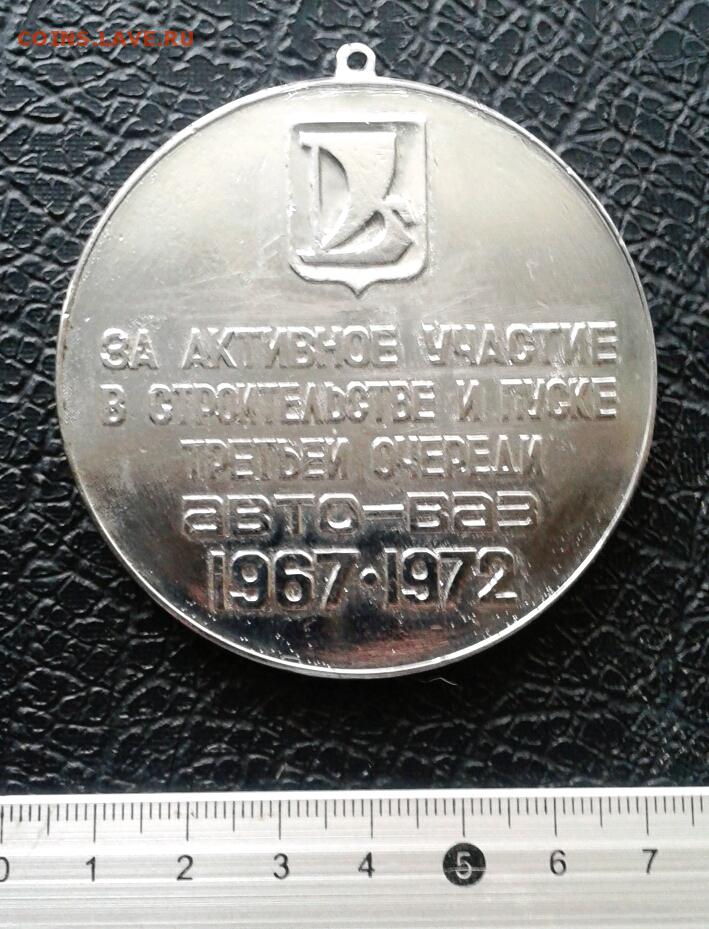 COINS.LAVE.RU
ЗА АКТИВНОЕ УЧАСТИЕ
В СТРОИТЕЛЬСТВЕ И ПУСКЕ
ТРЕТЬЕЙ ОЧЕРЕДИ
АВТО-ВАЗ
1967·1972
0 1 2 3 4 5 6 7